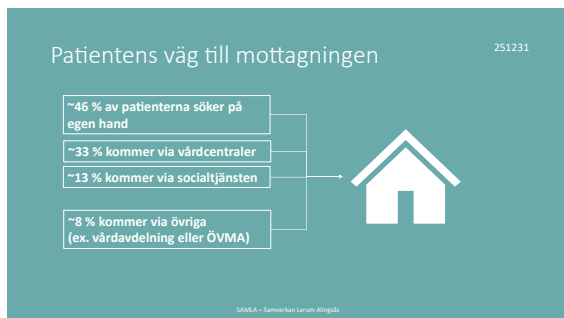 Patientens väg till mottagningen
251231
~46 % av patienterna söker på
egen hand
~33 % kommer via vårdcentraler
~13 % kommer via socialtjänsten
~8 % kommer via övriga
(ex. vårdavdelning eller ÖVMA)
SAMLA – Samverkan Lerum Alingsås